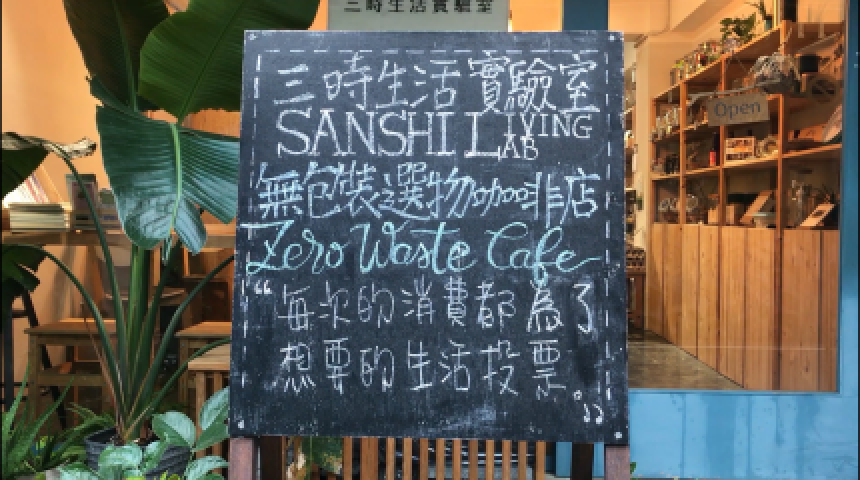 三時生活實驗室
三時生活實驗室
SANSHI LIVING LAB
無包裝選物咖啡店
Zero Waste Cafe
“每次的消費都為了
想要的生活投票。”
Open